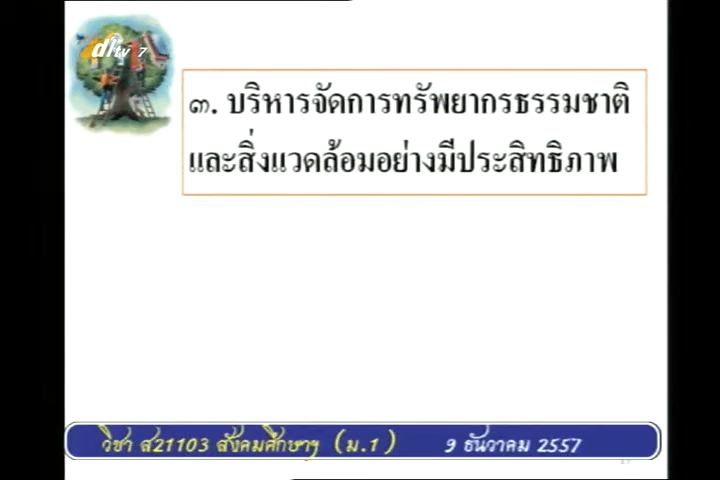 dltv 7
๓. บริหารจัดการทรัพยากรธรรมชาติ
และสิ่งแวดล้อมอย่างมีประสิทธิภาพ
วิชา ส21103 สังคมศึกษาฯ (ม.1) 9 ธันวาคม 2557